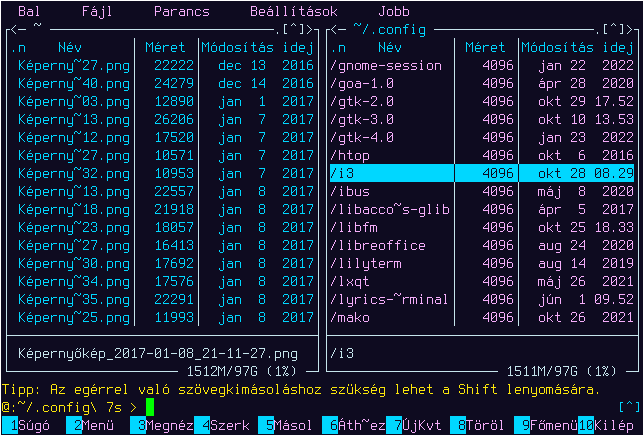 Bal Fájl Parancs Beállítások Jobb
<─ ~ .[^]> <─ ~/.config .[^]>
.n Név Méret Módosítás idej .n Név Méret Módosítás idej
Képerny~27.png 22222 dec 13 2016 /gnome-session 4096 jan 22 2022
Képerny~40.png 24279 dec 14 2016 /goa-1.0 4096 ápr 28 2020
Képerny~03.png 12890 jan 1 2017 /gtk-2.0 4096 okt 29 17.52
Képerny~13.png 26206 jan 7 2017 /gtk-3.0 4096 okt 10 13.53
Képerny~12.png 17520 jan 7 2017 /gtk-4.0 4096 jan 23 2022
Képerny~27.png 10571 jan 7 2017 /htop 4096 okt 6 2016
Képerny~32.png 10953 jan 7 2017 /i3 4096 okt 28 08.29
Képerny~13.png 22557 jan 8 2017 /ibus 4096 máj 8 2020
Képerny~18.png 21918 jan 8 2017 /libacco~s-glib 4096 ápr 5 2017
Képerny~23.png 18057 jan 8 2017 /libfm 4096 okt 25 18.33
Képerny~27.png 16413 jan 8 2017 /libreoffice 4096 aug 24 2020
Képerny~30.png 17692 jan 8 2017 /lilyterm 4096 aug 14 2019
Képerny~34.png 17576 jan 8 2017 /lxqt 4096 máj 26 2021
Képerny~35.png 22291 jan 8 2017 /lyrics-~rminal 4096 jún 1 09.52
Képerny~25.png 11993 jan 8 2017 /mako 4096 okt 26 2021
Képernyőkép_2017-01-08_21-11-27.png /i3
1512M/97G (1%) 1511M/97G (1%)
Tipp: Az egérrel való szövegkimásoláshoz szükség lehet a Shift lenyomására.
@:~/.config\ 7s > [^]
1Súgó 2Menü 3Megnéz 4Szerk 5Másol 6Áth~ez 7ÚjKvt 8Töröl 9Főmenü 10Kilép